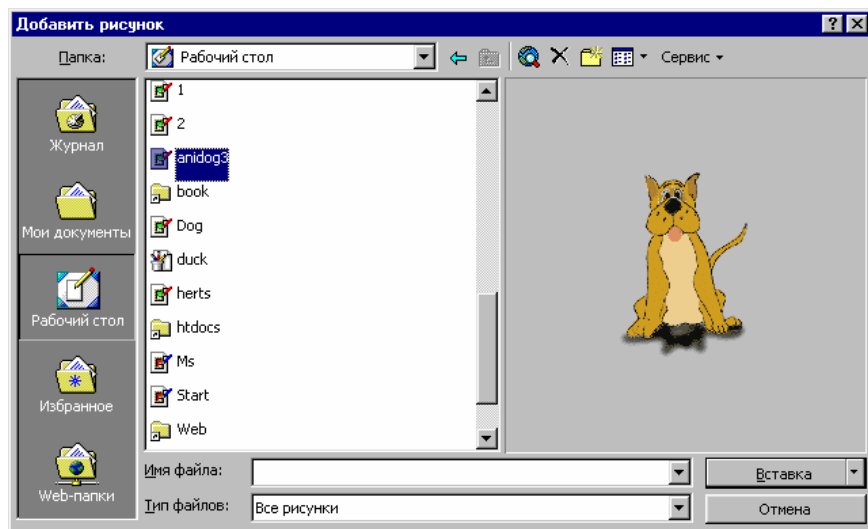 Добавить рисунок
Папка:
Рабочий стол
Сервис
Журнал
Мои документы
Рабочий стол
Избранное
Web-папки
1
2
anidog3
book
Dog
duck
herts
htdocs
Ms
Start
Web
Имя файла:
Вставка
Тип файлов:
Все рисунки
Отмена